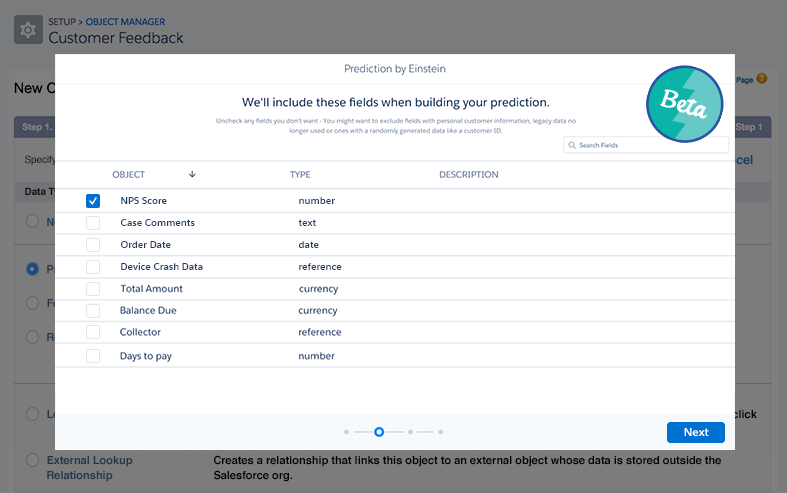 SETUP > OBJECT MANAGER
Customer Feedback
New C
Page ?
Prediction by Einstein
We'll include these fields when building your prediction.
Uncheck any fields you don't want - You might want to exclude fields with personal customer information, legacy data no
longer used or ones with a randomly generated data like a customer ID.
Beta
Search Fields
Step 1.
Step 1
Specify
cel
Data Ty
OBJECT TYPE DESCRIPTION
NPS Score number
Case Comments text
Order Date date
Device Crash Data reference
Total Amount currency
Balance Due currency
Collector reference
Days to pay number
N
P
F
R
L
click
Next
External Lookup
Relationship
Creates a relationship that links this object to an external object whose data is stored outside the
Salesforce org.